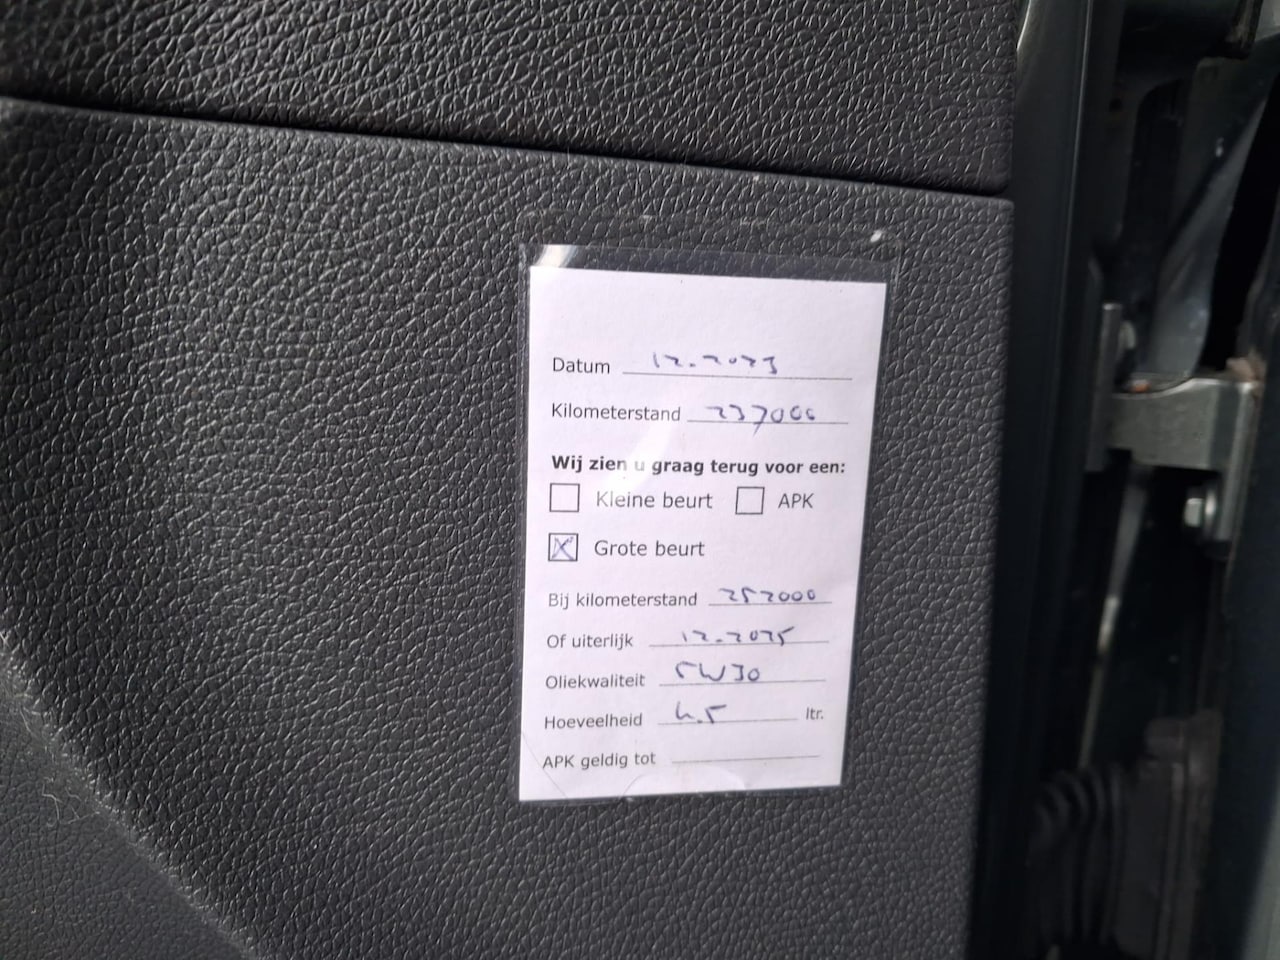 Datum 12-2023
Kilometerstand 237000
Wij zien u graag terug voor een:
Kleine beurt APK
Grote beurt
Bij kilometerstand 252000
Of uiterlijk 12-2025
Oliekwaliteit 5W30
Hoeveelheid 4.5 ltr.
APK geldig tot